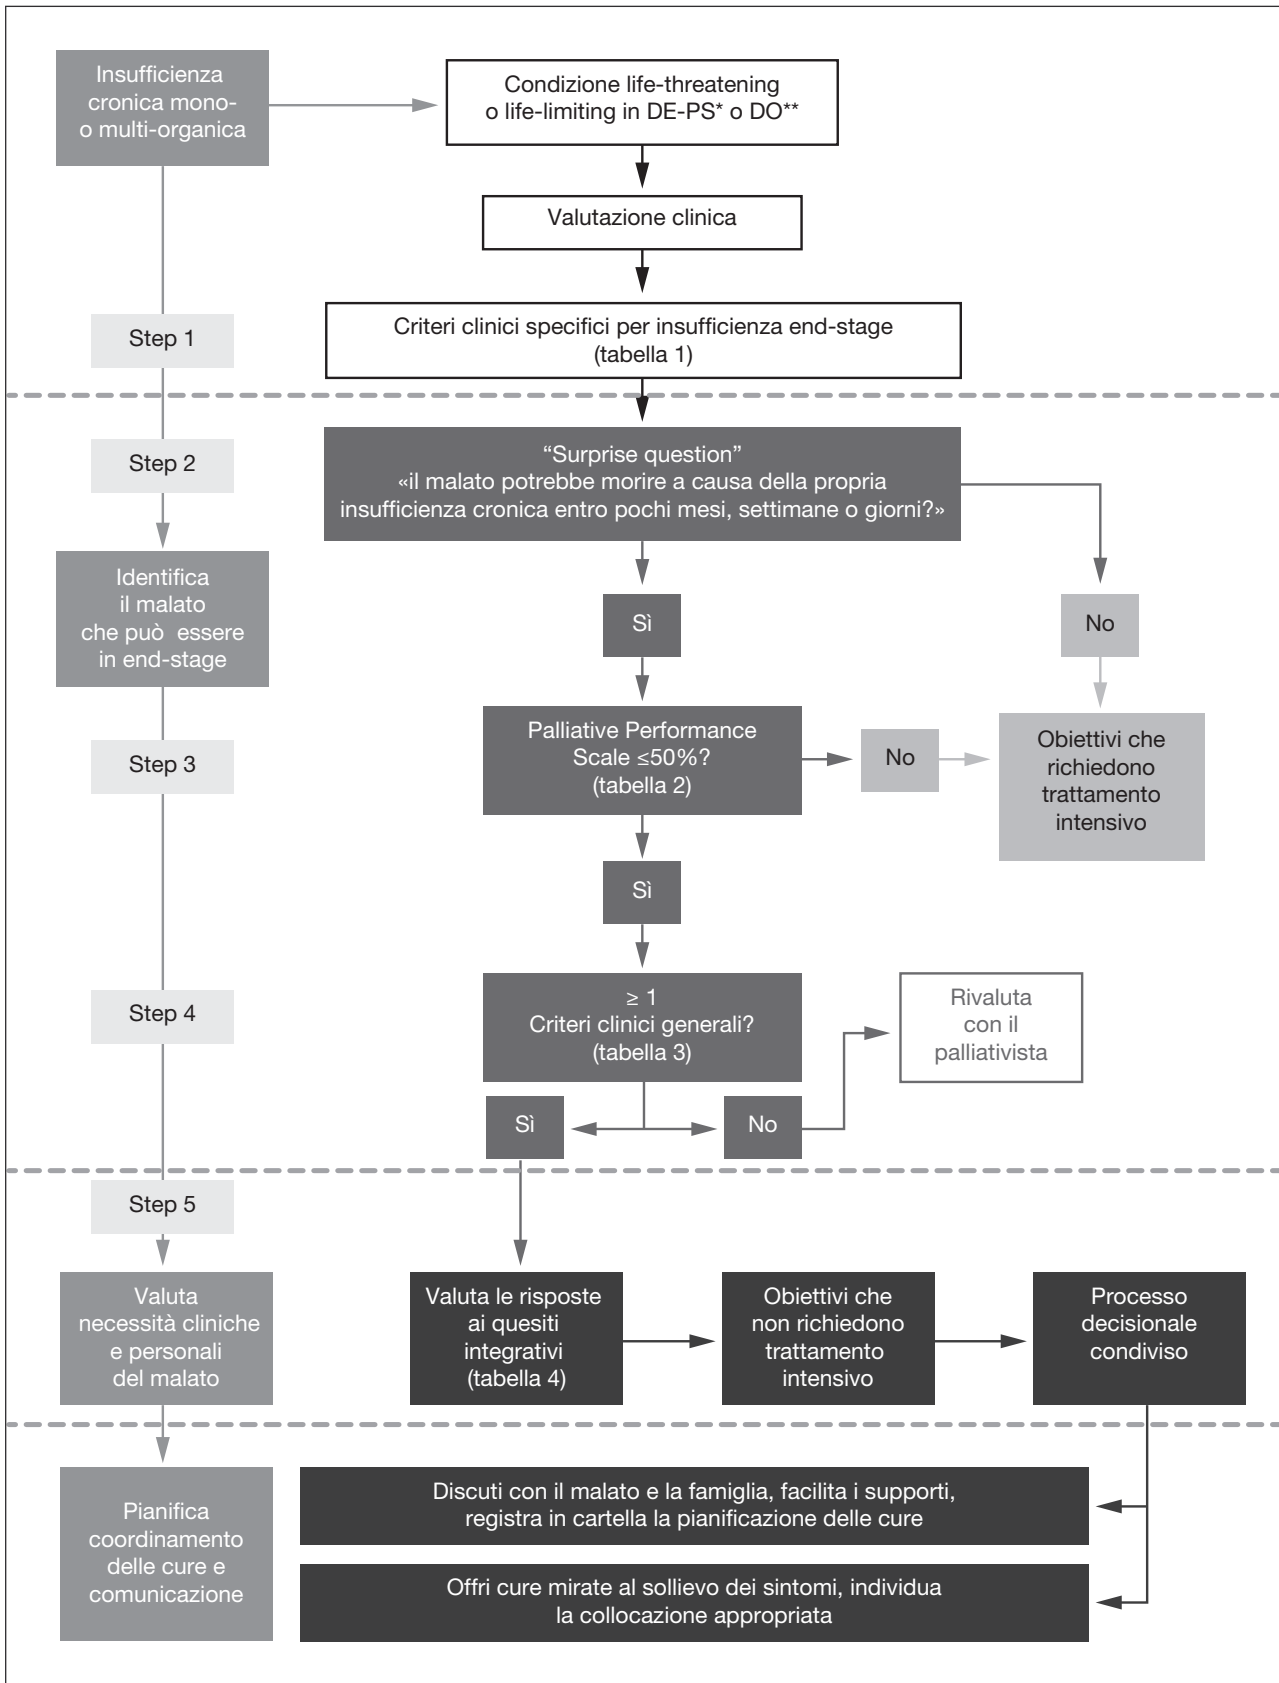 Insufficienza
cronica mono-
o multi-organica
Condizione life-threatening
o life-limiting in DE-PS* o DO**
Valutazione clinica
Step 1
Criteri clinici specifici per insufficienza end-stage
(tabella 1)
Step 2
“Surprise question”
«il malato potrebbe morire a causa della propria
insufficienza cronica entro pochi mesi, settimane o giorni?»
Identifica
il malato
che può essere
in end-stage
Sì
No
Step 3
Palliative Performance
Scale ≤50%?
(tabella 2)
No
Obiettivi che
richiedono
trattamento
intensivo
Sì
Step 4
≥ 1
Criteri clinici generali?
(tabella 3)
Rivaluta
con il
palliativista
Sì
No
Step 5
Valuta
necessità cliniche
e personali
del malato
Valuta le risposte
ai quesiti
integrativi
(tabella 4)
Obiettivi che
non richiedono
trattamento
intensivo
Processo
decisionale
condiviso
Pianifica
coordinamento
delle cure e
comunicazione
Discuti con il malato e la famiglia, facilita i supporti,
registra in cartella la pianificazione delle cure
Offri cure mirate al sollievo dei sintomi, individua
la collocazione appropriata